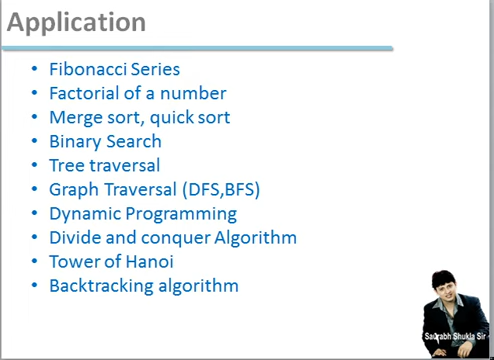 Application
• Fibonacci Series
• Factorial of a number
• Merge sort, quick sort
• Binary Search
• Tree traversal
• Graph Traversal (DFS,BFS)
• Dynamic Programming
• Divide and conquer Algorithm
• Tower of Hanoi
• Backtracking algorithm
Saurabh Shukla Sir